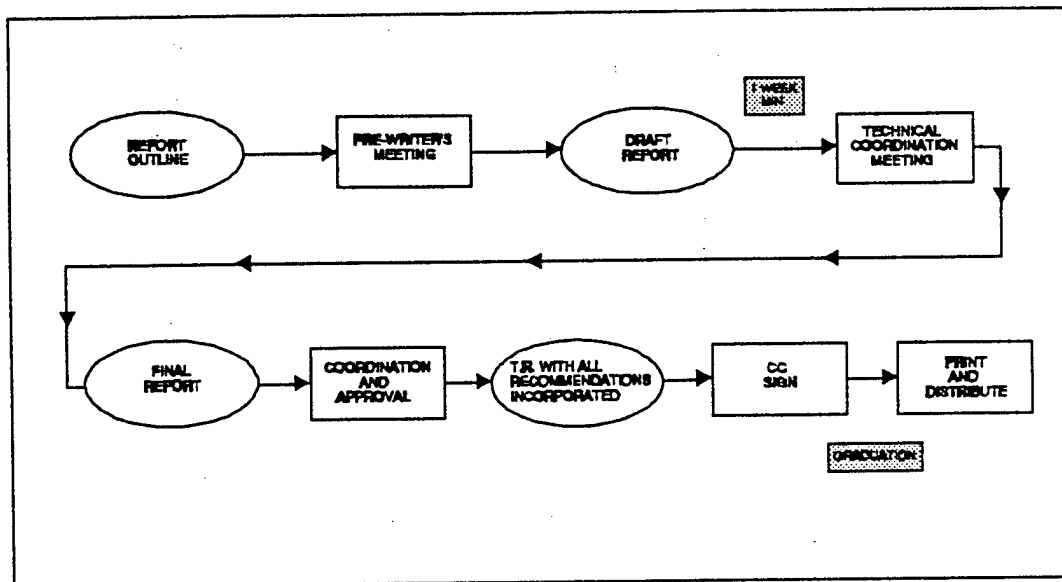 REPORT
OUTLINE
PRE-WRITER'S
MEETING
DRAFT
REPORT
1 WEEK
MIN
TECHNICAL
COORDINATION
MEETING
FINAL
REPORT
COORDINATION
AND
APPROVAL
T.R. WITH ALL
RECOMMENDATIONS
INCORPORATED
CC
SIGN
PRINT
AND
DISTRIBUTE
GRADUATION